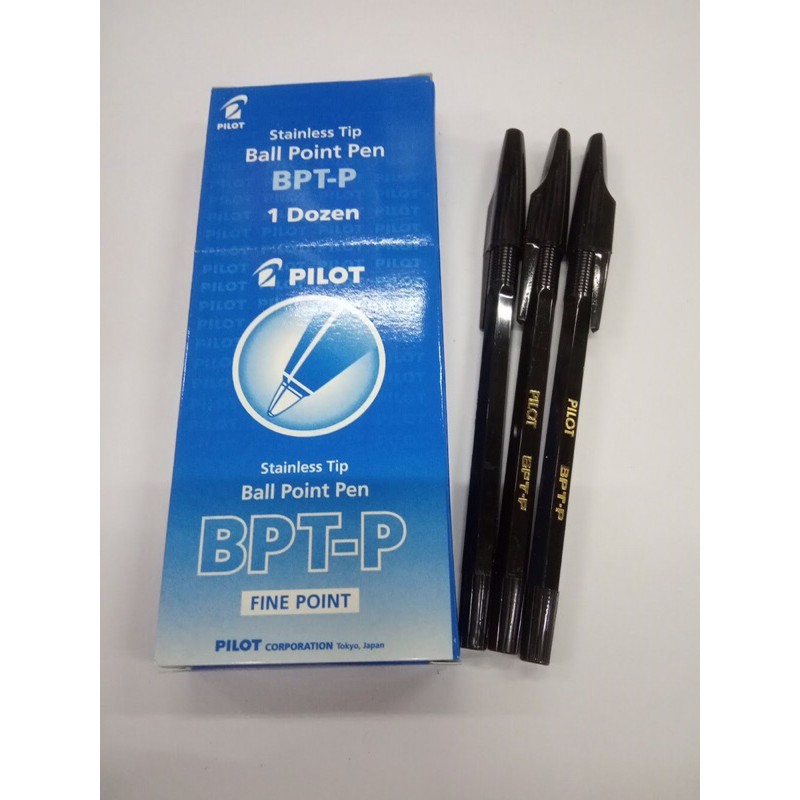 PILOT
Stainless Tip
Ball Point Pen
BPT-P
1 Dozen
PILOT
Stainless Tip
Ball Point Pen
BPT-P
FINE POINT
PILOT CORPORATION Tokyo, Japan
PILOT BPT-P
PILOT BPT-P